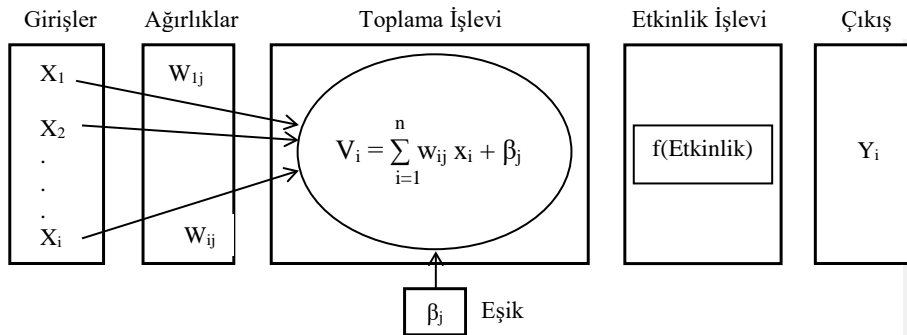 Girişler Ağırlıklar Toplama İşlevi Etkinlik İşlevi Çıkış
X1 W1j
X2
n
Vi = ∑ wij xi + βj f(Etkinlik) Yi
i=1
.
.
.
Xi Wij
βj Eşik